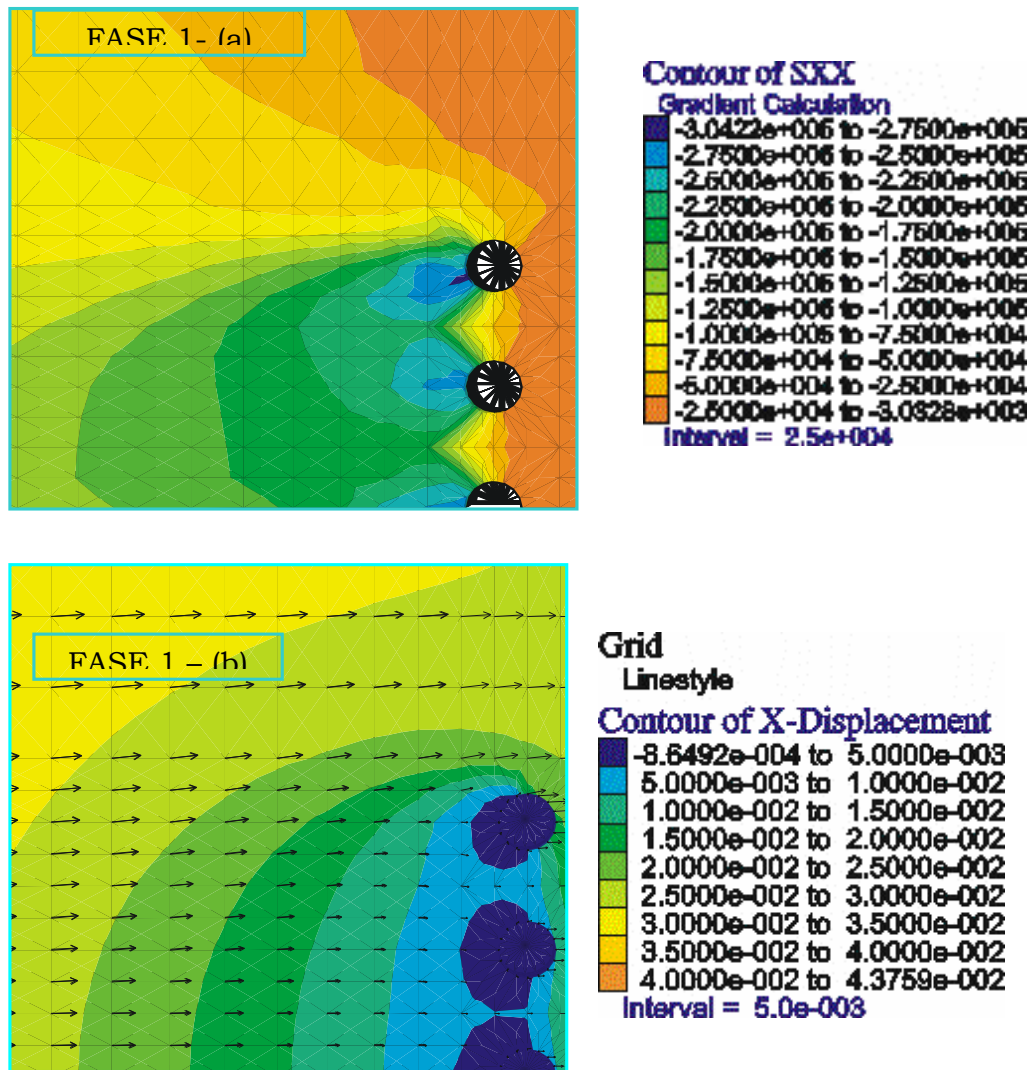 FASE 1- (a)
Contour of SXX
Gradient Calculation
-3.0422e+005 to -2.7500e+005
-2.7500e+005 to -2.5000e+005
-2.5000e+005 to -2.2500e+005
-2.2500e+005 to -2.0000e+005
-2.0000e+005 to -1.7500e+005
-1.7500e+005 to -1.5000e+005
-1.5000e+005 to -1.2500e+005
-1.2500e+005 to -1.0000e+005
-1.0000e+005 to -7.5000e+004
-7.5000e+004 to -5.0000e+004
-5.0000e+004 to -2.5000e+004
-2.5000e+004 to -3.0328e+003
Interval = 2.5e+004
FASE 1 – (b)
Grid
Linestyle
Contour of X-Displacement
-8.6492e-004 to 5.0000e-003
5.0000e-003 to 1.0000e-002
1.0000e-002 to 1.5000e-002
1.5000e-002 to 2.0000e-002
2.0000e-002 to 2.5000e-002
2.5000e-002 to 3.0000e-002
3.0000e-002 to 3.5000e-002
3.5000e-002 to 4.0000e-002
4.0000e-002 to 4.3759e-002
Interval = 5.0e-003